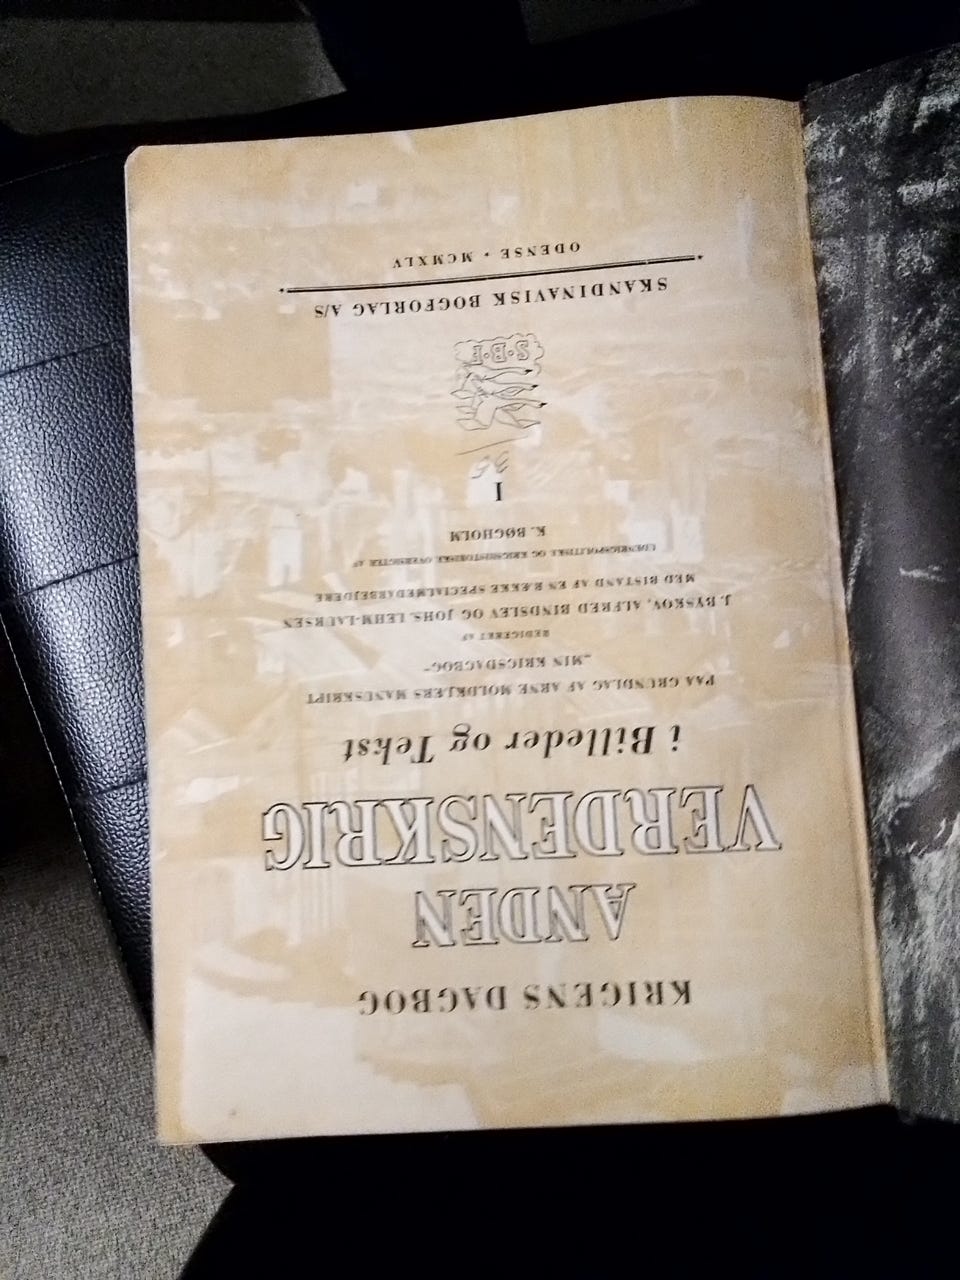 KRIGENS DAGBOG
ANDEN
VERDENSKRIG
i Billeder og Tekst
PAA GRUNDLAG AF ARNE MOLDKJÆRS MANUSKRIPT
„MIN KRIGSDAGBOG"
REDIGERET AF
J. BYSKOV, ALFRED BINDSLEV OG JOHS. LEHM-LAURSEN
MED BISTAND AF EN RÆKKE SPECIALMEDARBEJDERE
UDENRIGSPOLITISKE OG KRIGSHISTORISKE OVERSIGTER AF
K. BØGHOLM
I
35
S·B·F
SKANDINAVISK BOGFORLAG A/S
ODENSE · MCMXLV